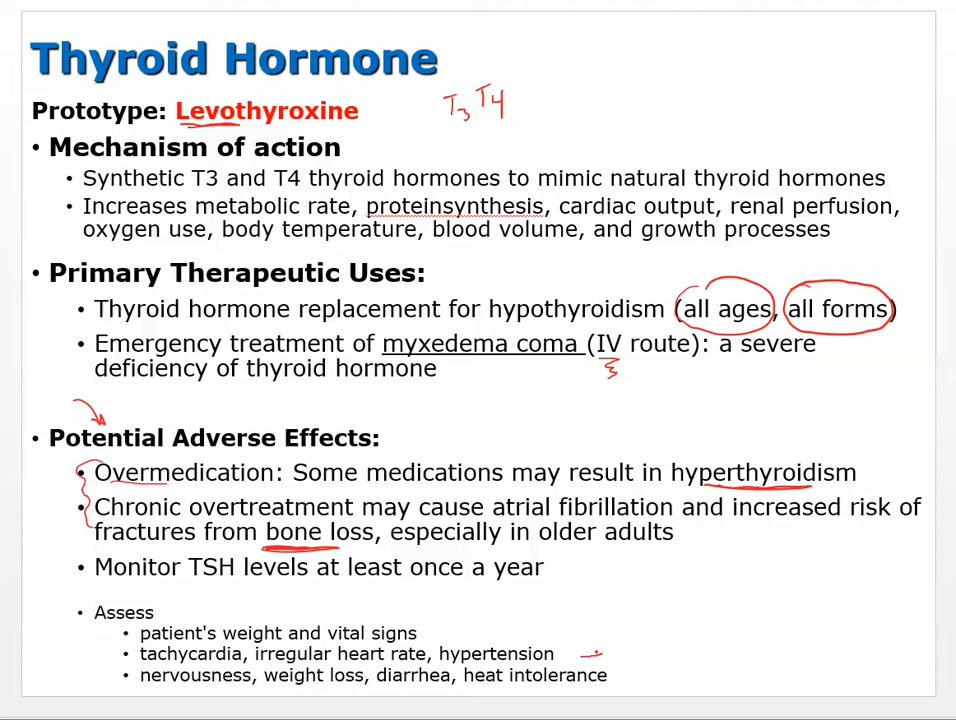 Thyroid Hormone
Prototype: Levothyroxine T3 T4
• Mechanism of action
• Synthetic T3 and T4 thyroid hormones to mimic natural thyroid hormones
• Increases metabolic rate, proteinsynthesis, cardiac output, renal perfusion,
oxygen use, body temperature, blood volume, and growth processes
• Primary Therapeutic Uses:
• Thyroid hormone replacement for hypothyroidism (all ages, all forms)
• Emergency treatment of myxedema coma (IV route): a severe
deficiency of thyroid hormone
• Potential Adverse Effects:
• Overmedication: Some medications may result in hyperthyroidism
• Chronic overtreatment may cause atrial fibrillation and increased risk of
fractures from bone loss, especially in older adults
• Monitor TSH levels at least once a year
• Assess
• patient's weight and vital signs
• tachycardia, irregular heart rate, hypertension
• nervousness, weight loss, diarrhea, heat intolerance